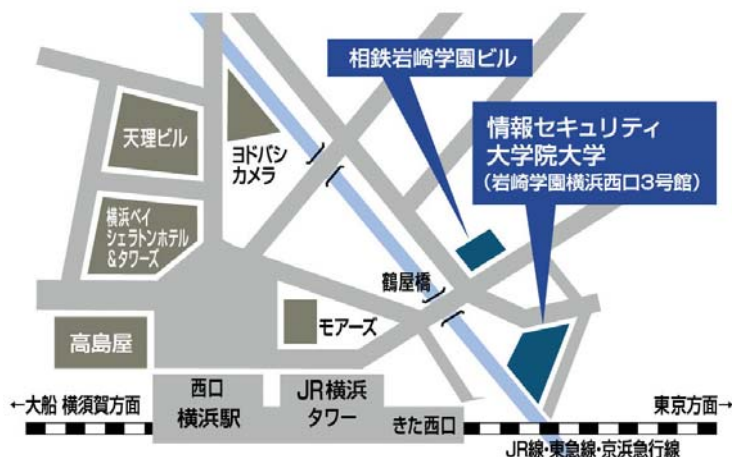 相鉄岩崎学園ビル
情報セキュリティ
大学院大学
（岩崎学園横浜西口3号館）
天理ビル
ヨドバシ
カメラ
横浜ベイ
シェラトンホテル
＆タワーズ
鶴屋橋
モアーズ
高島屋
西口
横浜駅
JR横浜
タワー
きた西口
←大船 横須賀方面
東京方面→
JR線・東急線・京浜急行線